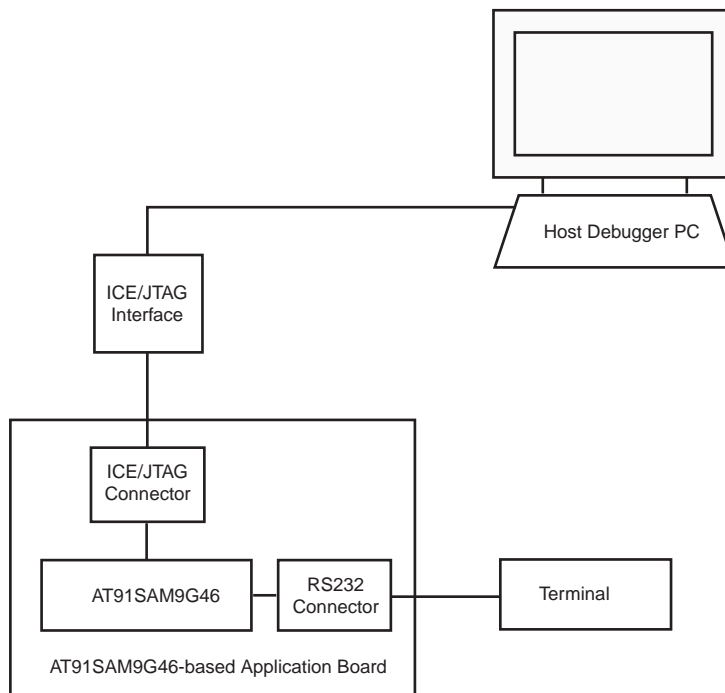 Host Debugger PC
ICE/JTAG
Interface
ICE/JTAG
Connector
AT91SAM9G46
RS232
Connector
Terminal
AT91SAM9G46-based Application Board